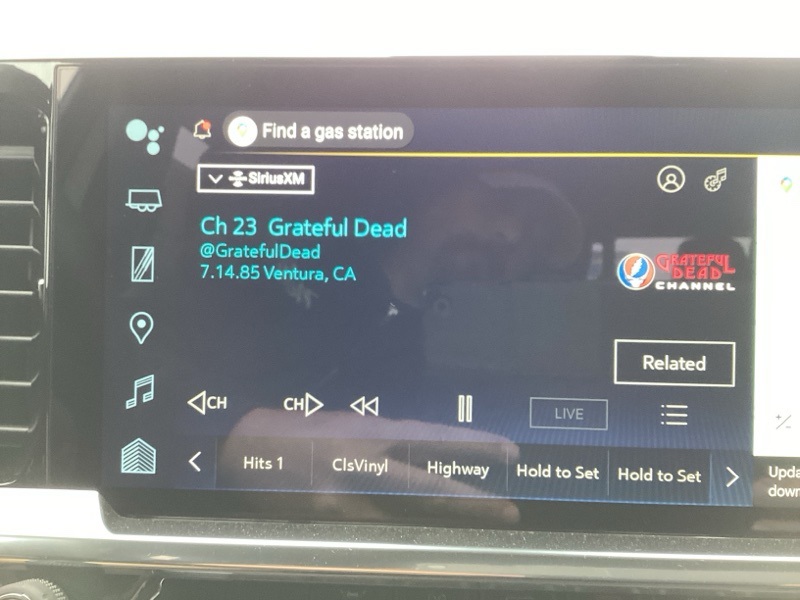 Find a gas station
SiriusXM
Ch 23 Grateful Dead
@GratefulDead
7.14.85 Ventura, CA
GRATEFUL
DEAD
CHANNEL
Related
CH
CH
LIVE
Hits 1
ClsVinyl
Highway
Hold to Set
Hold to Set